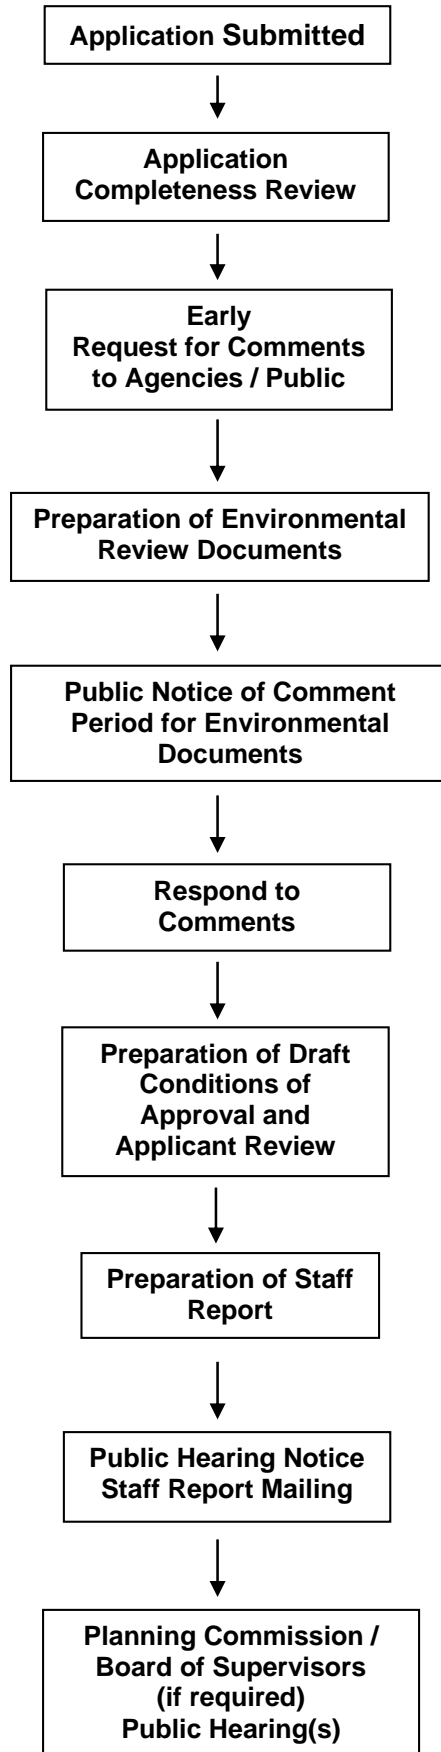 Application Submitted
Application
Completeness Review
Early
Request for Comments
to Agencies / Public
Preparation of Environmental
Review Documents
Public Notice of Comment
Period for Environmental
Documents
Respond to
Comments
Preparation of Draft
Conditions of
Approval and
Applicant Review
Preparation of Staff
Report
Public Hearing Notice
Staff Report Mailing
Planning Commission /
Board of Supervisors
(if required)
Public Hearing(s)